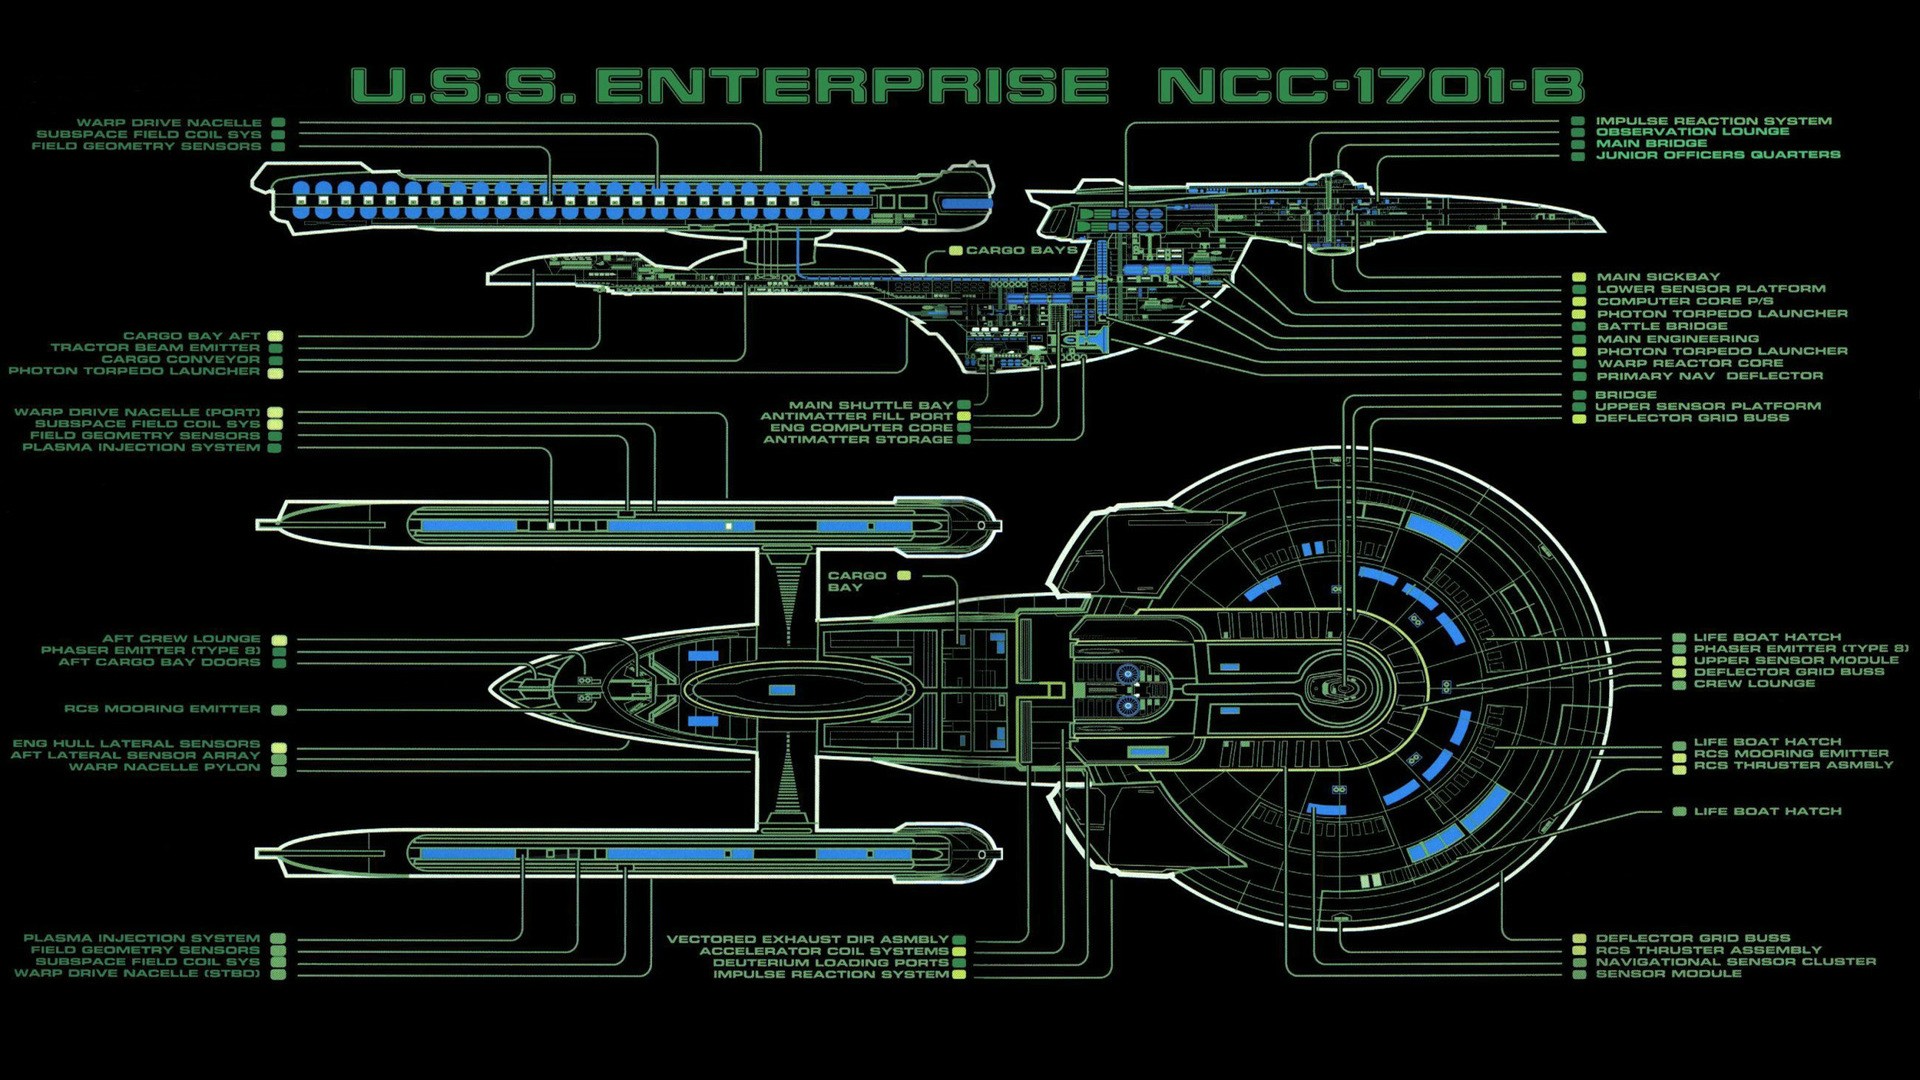 U.S.S. ENTERPRISE NCC-1701-B
WARP DRIVE NACELLE
SUBSPACE FIELD COIL SYS
FIELD GEOMETRY SENSORS
IMPULSE REACTION SYSTEM
OBSERVATION LOUNGE
MAIN BRIDGE
JUNIOR OFFICERS QUARTERS
CARGO BAYS
CARGO BAY AFT
TRACTOR BEAM EMITTER
CARGO CONVEYOR
PHOTON TORPEDO LAUNCHER
MAIN SICKBAY
LOWER SENSOR PLATFORM
COMPUTER CORE P/S
PHOTON TORPEDO LAUNCHER
BATTLE BRIDGE
MAIN ENGINEERING
PHOTON TORPEDO LAUNCHER
WARP REACTOR CORE
PRIMARY NAV DEFLECTOR
MAIN SHUTTLE BAY
ANTIMATTER FILL PORT
ENG COMPUTER CORE
ANTIMATTER STORAGE
WARP DRIVE NACELLE (PORT)
SUBSPACE FIELD COIL SYS
FIELD GEOMETRY SENSORS
PLASMA INJECTION SYSTEM
BRIDGE
UPPER SENSOR PLATFORM
DEFLECTOR GRID BUSS
CARGO
BAY
AFT CREW LOUNGE
PHASER EMITTER (TYPE 8)
AFT CARGO BAY DOORS
RCS MOORING EMITTER
ENG HULL LATERAL SENSORS
AFT LATERAL SENSOR ARRAY
WARP NACELLE PYLON
LIFE BOAT HATCH
PHASER EMITTER (TYPE 8)
UPPER SENSOR MODULE
DEFLECTOR GRID BUSS
CREW LOUNGE
LIFE BOAT HATCH
RCS MOORING EMITTER
RCS THRUSTER ASMBLY
LIFE BOAT HATCH
PLASMA INJECTION SYSTEM
FIELD GEOMETRY SENSORS
SUBSPACE FIELD COIL SYS
WARP DRIVE NACELLE (STBD)
VECTORED EXHAUST DIR ASMBLY
ACCELERATOR COIL SYSTEMS
DEUTERIUM LOADING PORTS
IMPULSE REACTION SYSTEM
DEFLECTOR GRID BUSS
RCS THRUSTER ASSEMBLY
NAVIGATIONAL SENSOR CLUSTER
SENSOR MODULE